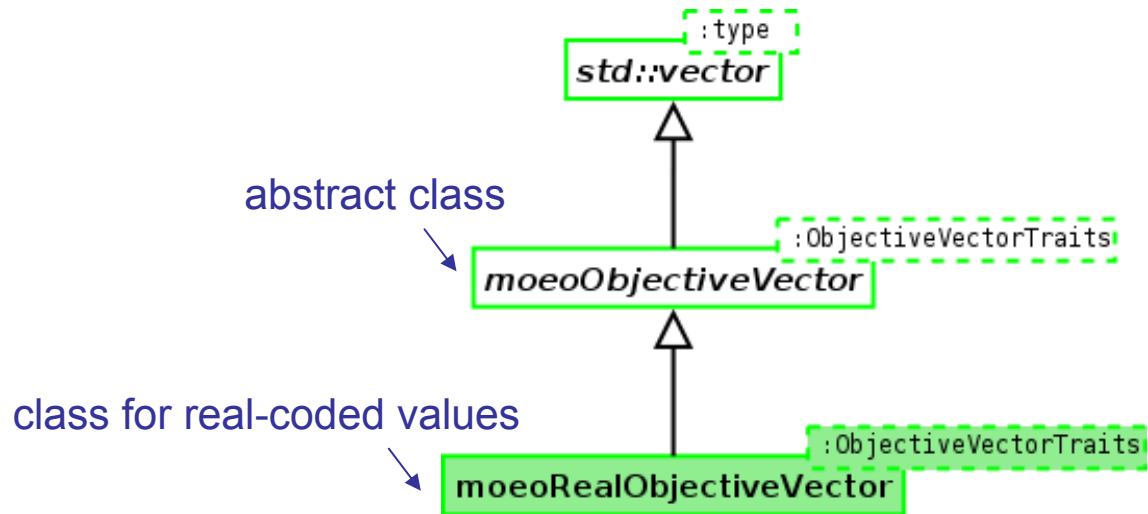 :type
std::vector
abstract class
:ObjectiveVectorTraits
moeoObjectiveVector
class for real-coded values
:ObjectiveVectorTraits
moeoRealObjectiveVector